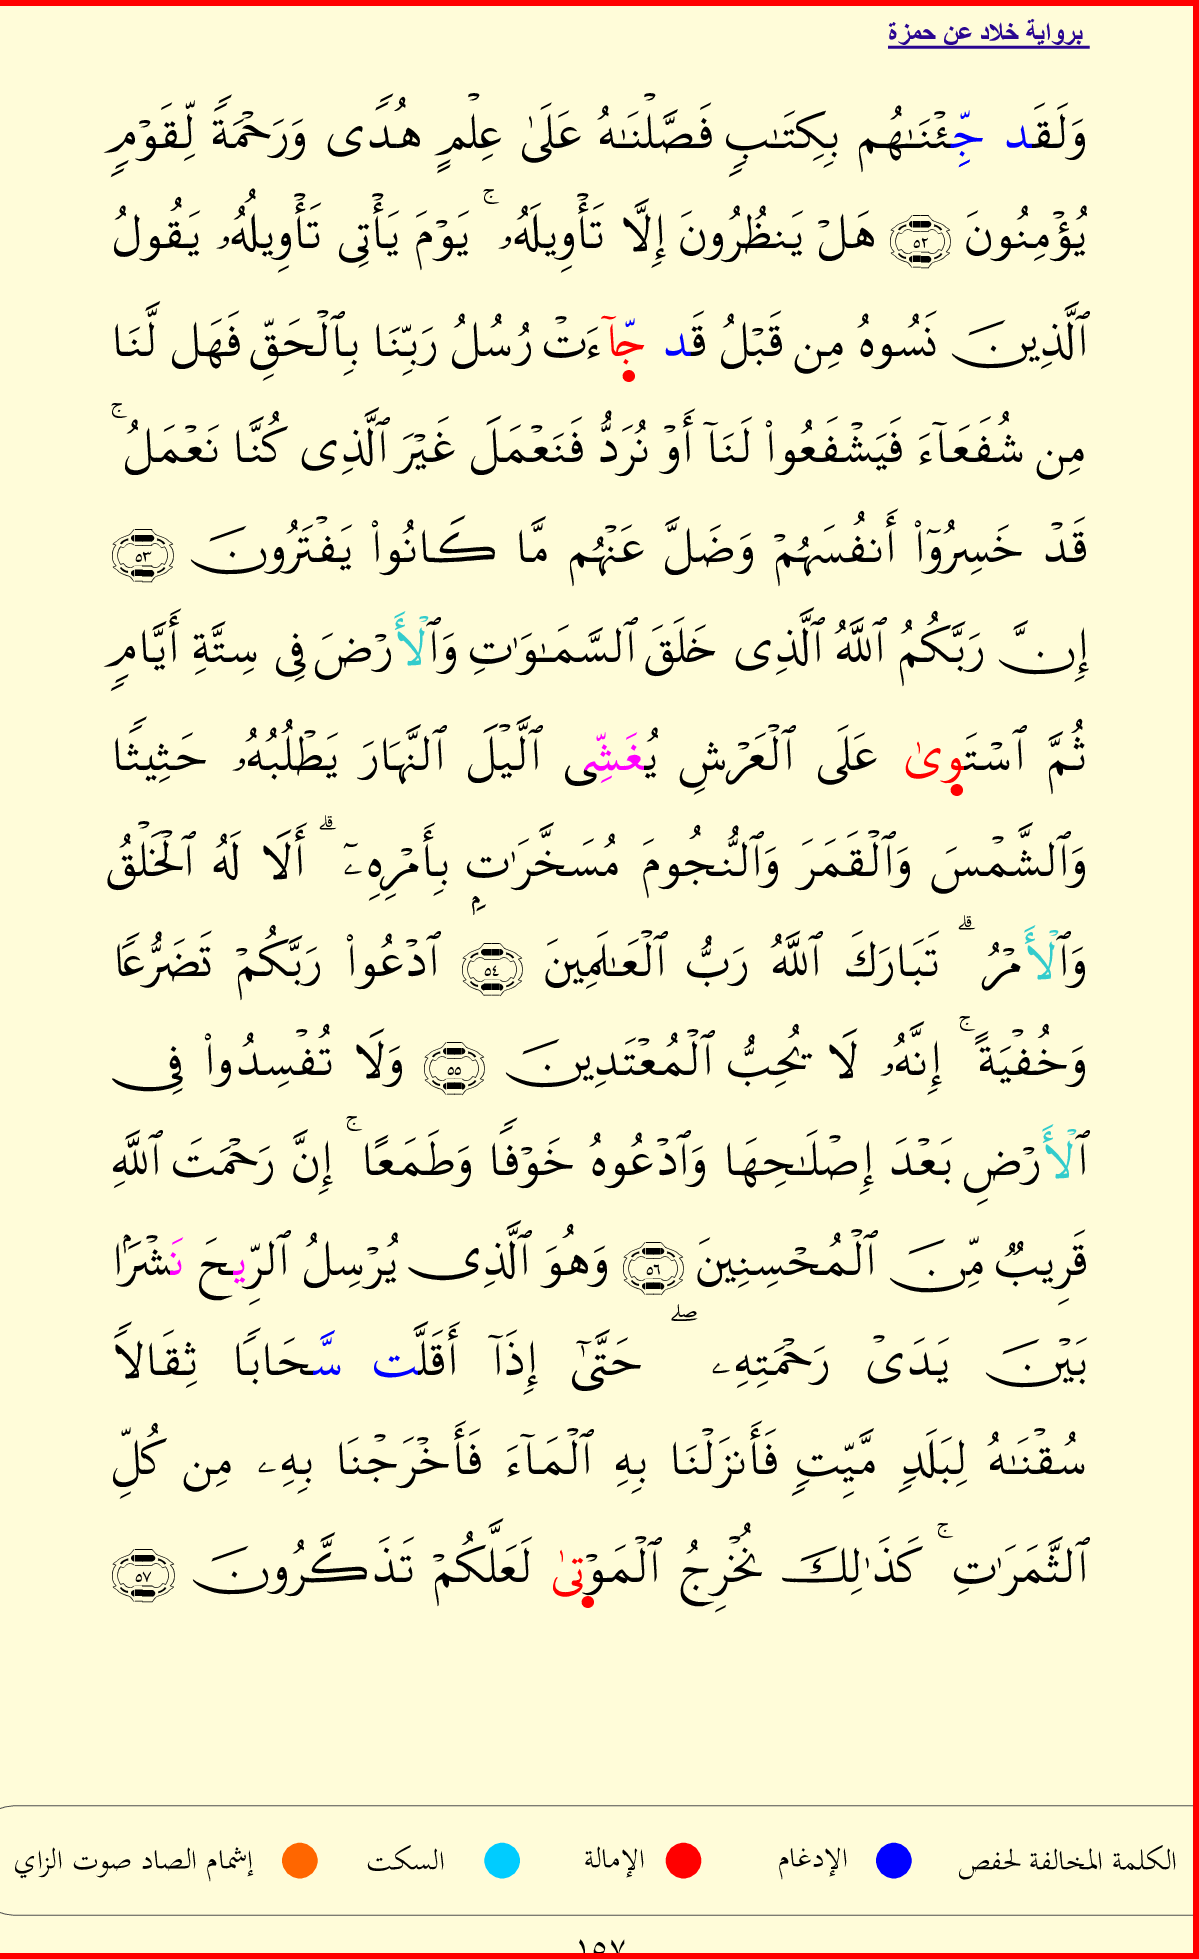 برواية خلاد عن حمزة
وَلَقَد جِّئۡنَـٰهُم بِكِتَـٰبٖ فَصَّلۡنَـٰهُ عَلَىٰ عِلۡمٍ هُدٗى وَرَحۡمَةٗ لِّقَوۡمٖ
يُؤۡمِنُونَ ٥٢ هَلۡ يَنظُرُونَ إِلَّا تَأۡوِيلَهُۥ ۚ يَوۡمَ يَأۡتِى تَأۡوِيلُهُۥ يَقُولُ
ٱلَّذِينَ نَسُوهُ مِن قَبۡلُ قَد جَّآءَتۡ رُسُلُ رَبِّنَا بِٱلۡحَقِّ فَهَل لَّنَا
مِن شُفَعَآءَ فَيَشۡفَعُوا۟ لَنَآ أَوۡ نُرَدُّ فَنَعۡمَلَ غَيۡرَ ٱلَّذِى كُنَّا نَعۡمَلُ ۚ
قَدۡ خَسِرُوٓا۟ أَنفُسَهُمۡ وَضَلَّ عَنۡهُم مَّا كَانُوا۟ يَفۡتَرُونَ ٥٣
إِنَّ رَبَّكُمُ ٱللَّهُ ٱلَّذِى خَلَقَ ٱلسَّمَـٰوَٰتِ وَٱلۡأَرۡضَ فِى سِتَّةِ أَيَّامٖ
ثُمَّ ٱسۡتَوِىٰ عَلَى ٱلۡعَرۡشِ يُغَشِّى ٱلَّيۡلَ ٱلنَّهَارَ يَطۡلُبُهُۥ حَثِيثٗا
وَٱلشَّمۡسَ وَٱلۡقَمَرَ وَٱلنُّجُومَ مُسَخَّرَٰتِۭ بِأَمۡرِهِۦٓ ۗ أَلَا لَهُ ٱلۡخَلۡقُ
وَٱلۡأَمۡرُ ۗ تَبَارَكَ ٱللَّهُ رَبُّ ٱلۡعَـٰلَمِينَ ٥٤ ٱدۡعُوا۟ رَبَّكُمۡ تَضَرُّعٗا
وَخُفۡيَةً ۚ إِنَّهُۥ لَا يُحِبُّ ٱلۡمُعۡتَدِينَ ٥٥ وَلَا تُفۡسِدُوا۟ فِى
ٱلۡأَرۡضِ بَعۡدَ إِصۡلَـٰحِهَا وَٱدۡعُوهُ خَوۡفٗا وَطَمَعًا ۚ إِنَّ رَحۡمَتَ ٱللَّهِ
قَرِيبٞ مِّنَ ٱلۡمُحۡسِنِينَ ٥٦ وَهُوَ ٱلَّذِى يُرۡسِلُ ٱلرِّيحَ نَشۡرَۢا
بَيۡنَ يَدَىۡ رَحۡمَتِهِۦ ۖ حَتَّىٰٓ إِذَآ أَقَلَّت سَّحَابٗا ثِقَالٗا
سُقۡنَـٰهُ لِبَلَدٖ مَّيِّتٖ فَأَنزَلۡنَا بِهِ ٱلۡمَآءَ فَأَخۡرَجۡنَا بِهِۦ مِن كُلِّ
ٱلثَّمَرَٰتِ ۚ كَذَٰلِكَ نُخۡرِجُ ٱلۡمَوۡتِىٰ لَعَلَّكُمۡ تَذَكَّرُونَ ٥٧
الكلمة المخالفة لحفص الإدغام الإمالة السكت إشمام الصاد صوت الزاي
١٥٧